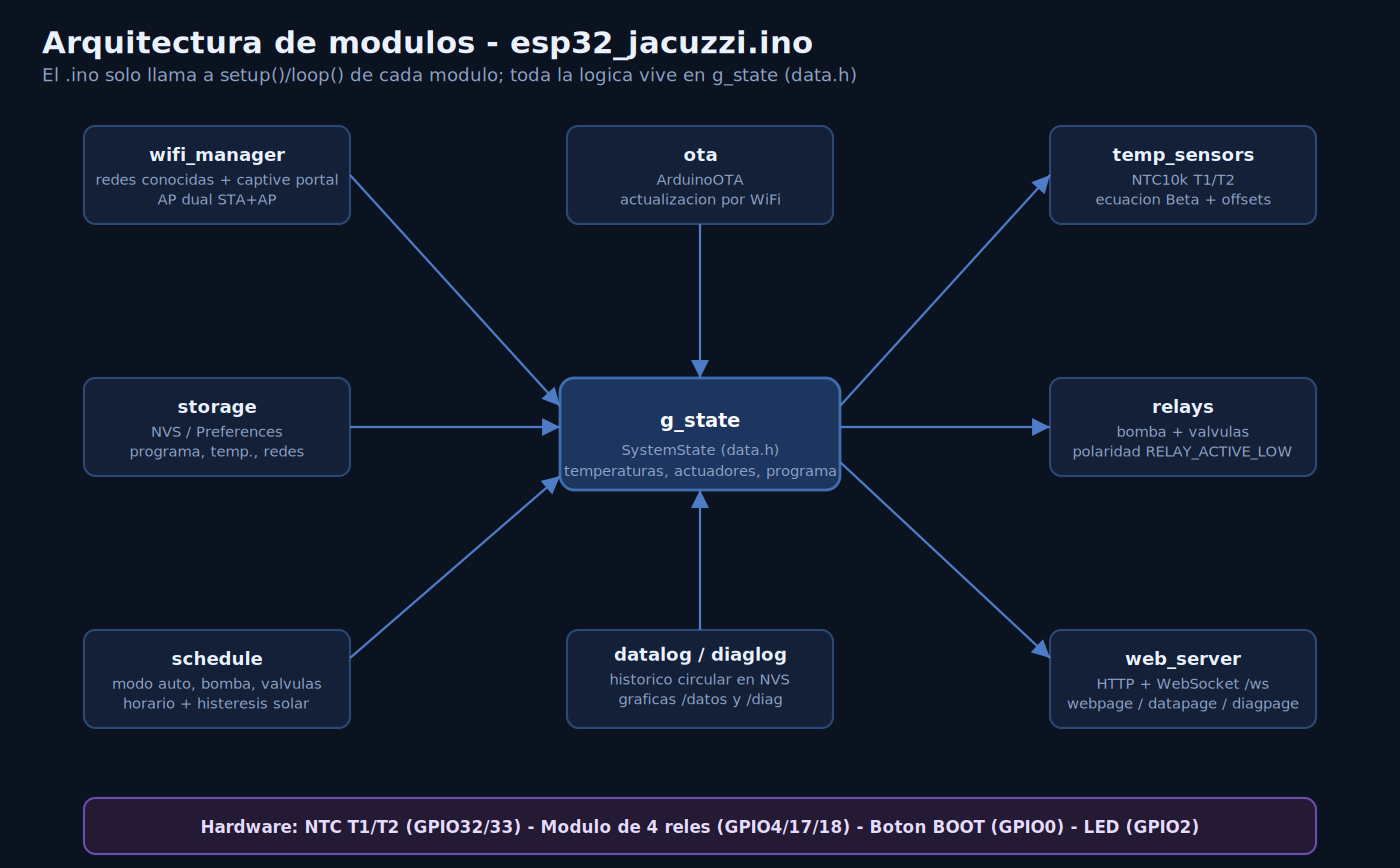 Arquitectura de modulos - esp32_jacuzzi.ino
El .ino solo llama a setup()/loop() de cada modulo; toda la logica vive en g_state (data.h)
wifi_manager
redes conocidas + captive portal
AP dual STA+AP
ota
ArduinoOTA
actualizacion por WiFi
temp_sensors
NTC10k T1/T2
ecuacion Beta + offsets
storage
NVS / Preferences
programa, temp., redes
g_state
SystemState (data.h)
temperaturas, actuadores, programa
relays
bomba + valvulas
polaridad RELAY_ACTIVE_LOW
schedule
modo auto, bomba, valvulas
horario + histeresis solar
datalog / diaglog
historico circular en NVS
graficas /datos y /diag
web_server
HTTP + WebSocket /ws
webpage / datapage / diagpage
Hardware: NTC T1/T2 (GPIO32/33) - Modulo de 4 reles (GPIO4/17/18) - Boton BOOT (GPIO0) - LED (GPIO2)